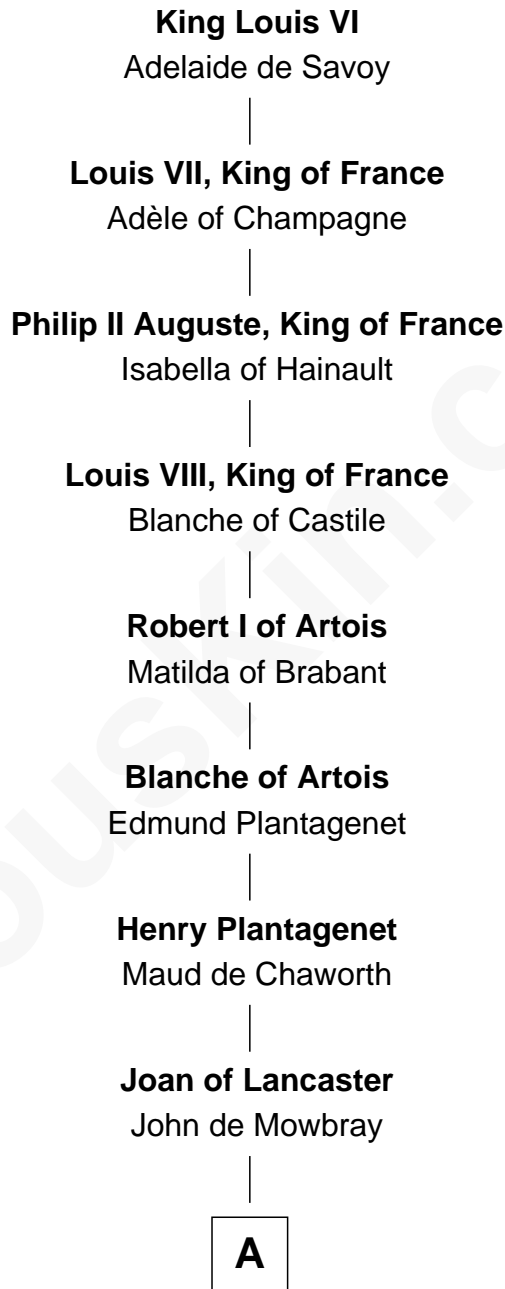 King Louis VI
Adelaide de Savoy
Louis VII, King of France
Adèle of Champagne
Philip II Auguste, King of France
Isabella of Hainault
Louis VIII, King of France
Blanche of Castile
Robert I of Artois
Matilda of Brabant
Blanche of Artois
Edmund Plantagenet
Henry Plantagenet
Maud de Chaworth
Joan of Lancaster
John de Mowbray
A